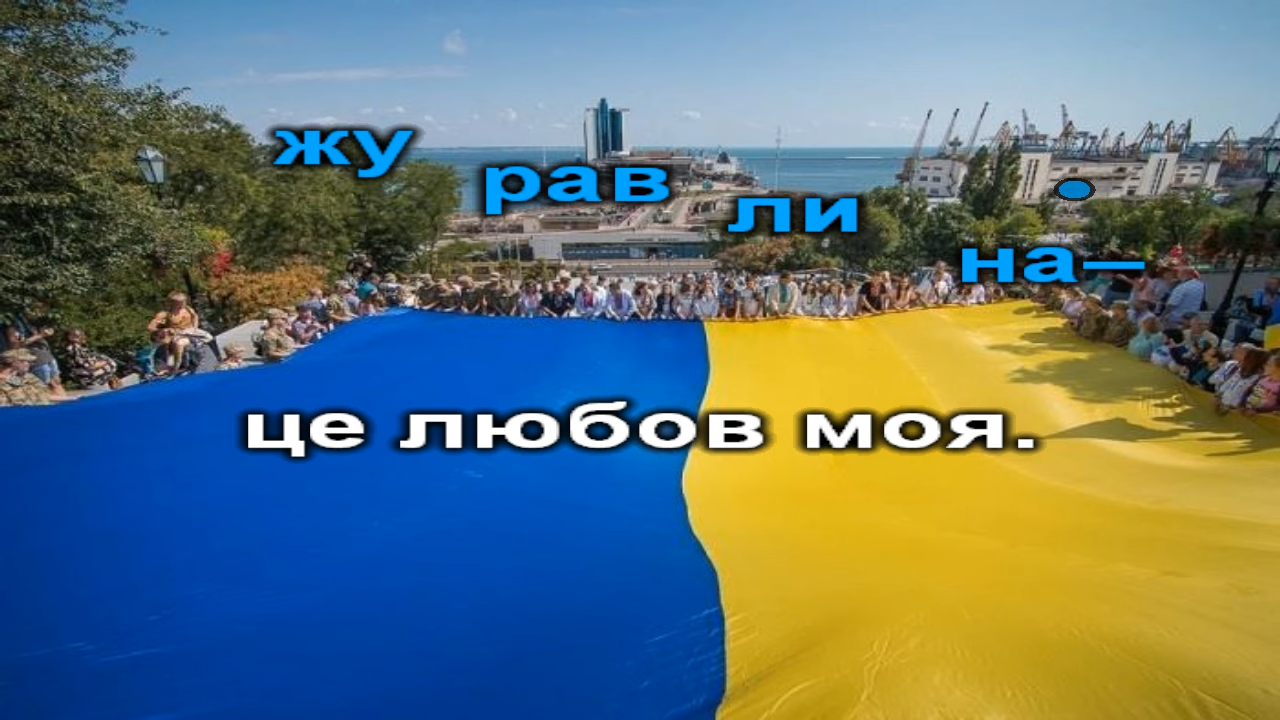 жу рав ли на–
це любов моя.